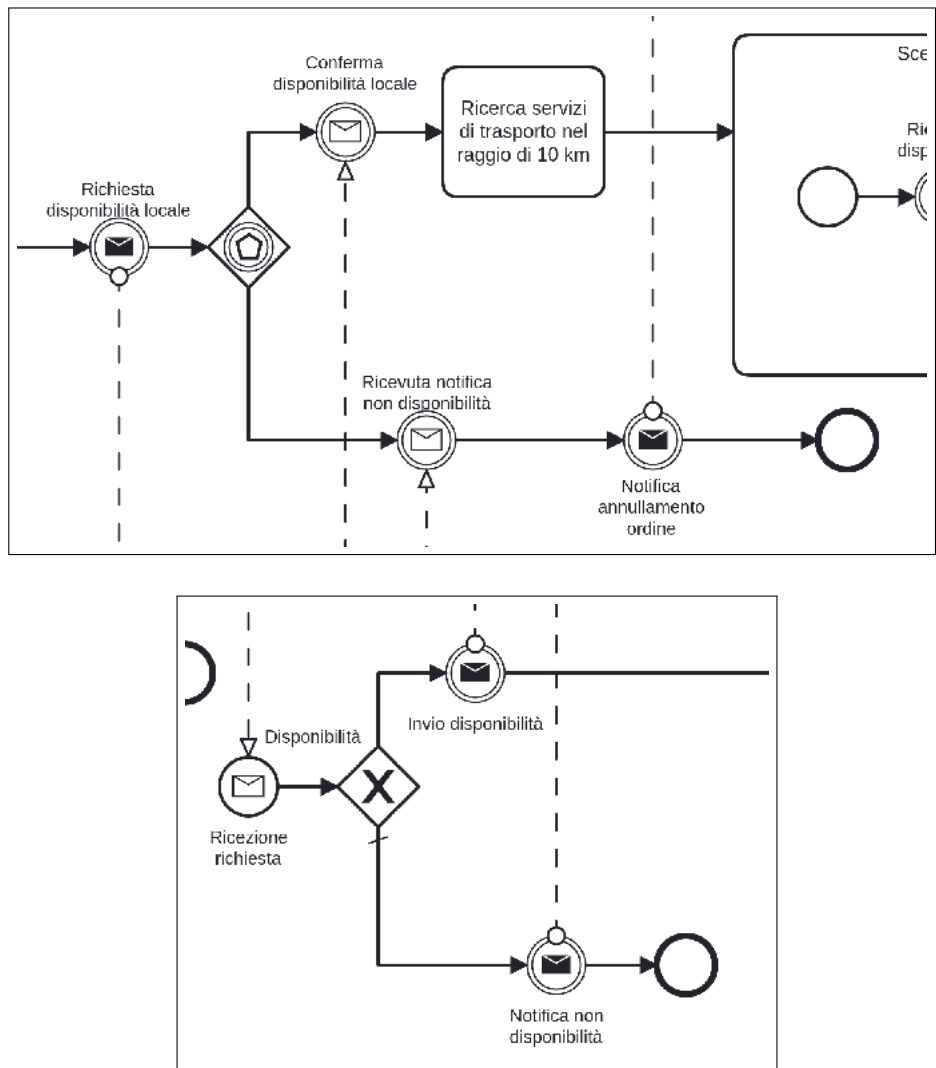 Conferma
disponibilità locale
Ricerca servizi
di trasporto nel
raggio di 10 km
Richiesta
disponibilità locale
Ricevuta notifica
non disponibilità
Notifica
annullamento
ordine
Disponibilità
Invio disponibilità
Ricezione
richiesta
X
Notifica non
disponibilità